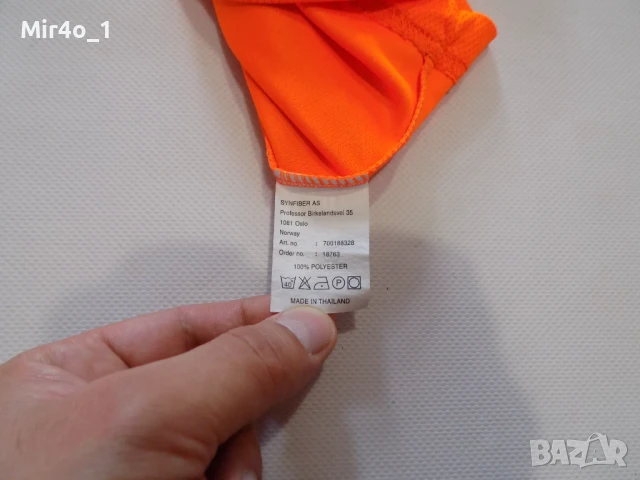 Mir4o_1
SYNFIBER AS
Professor Birkelandsvei 35
1081 Oslo
Norway
Art. no : 700188328
Order no. : 18763
100% POLYESTER
40 P
MADE IN THAILAND
BAZAR